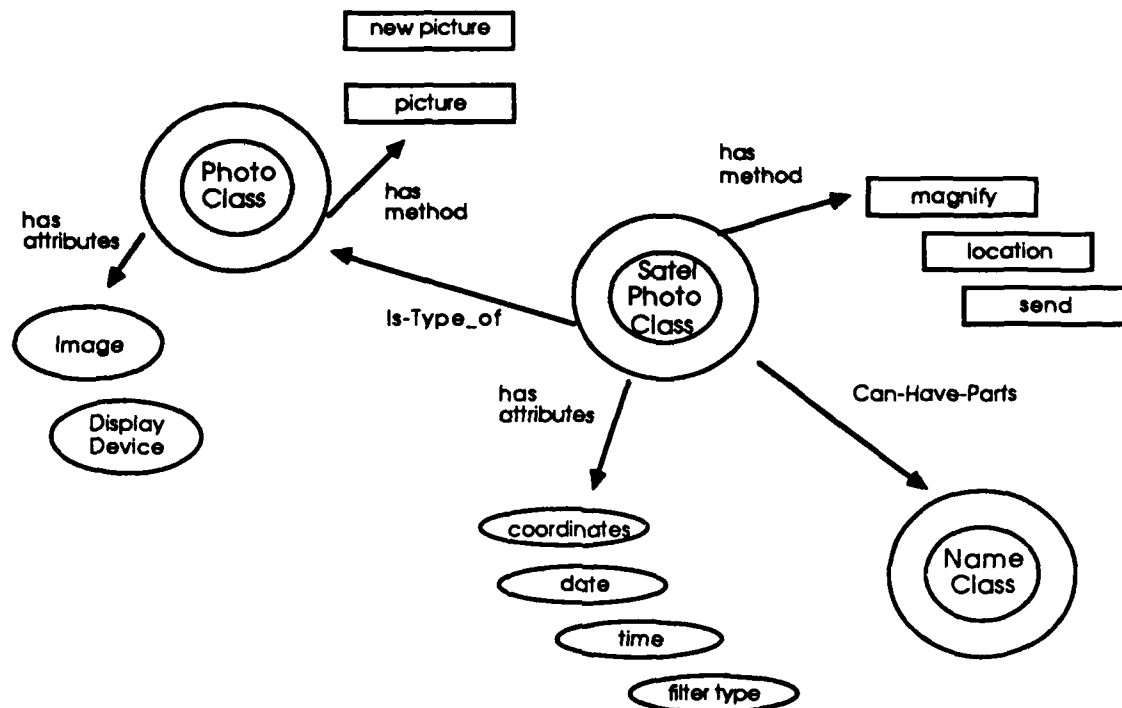 new picture
picture
Photo
Class
has
method
has
attributes
Image
Display
Device
Is-Type_of
has
method
magnify
location
send
Satel
Photo
Class
has
attributes
Can-Have-Parts
coordinates
date
time
filter type
Name
Class